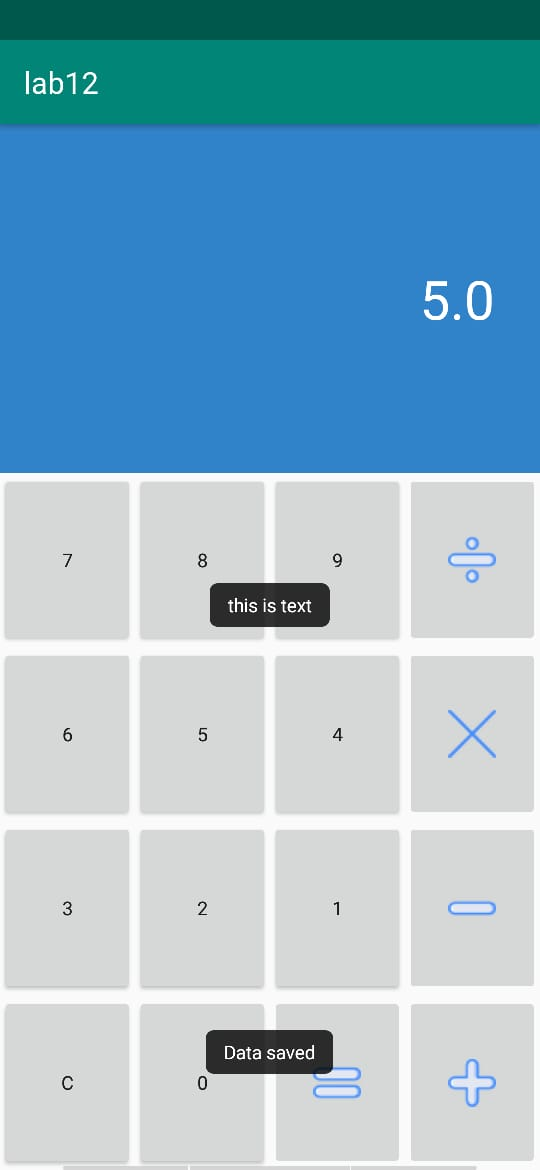 lab12
5.0
7 8 9 ÷
this is text
6 5 4 ×
3 2 1 −
Data saved
C 0 = +